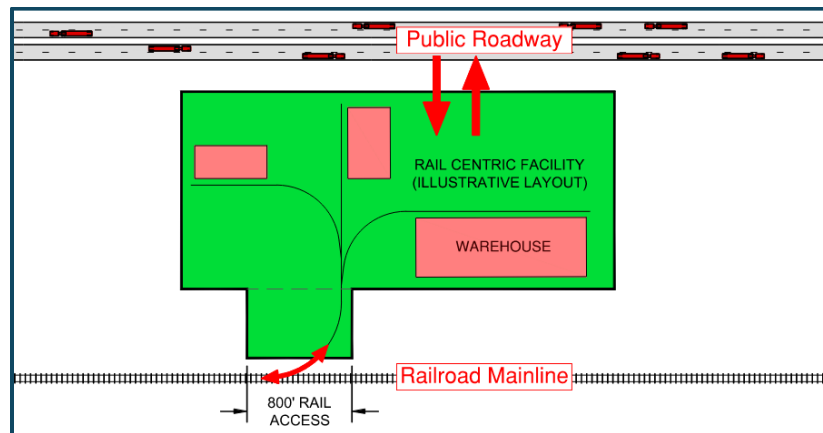 Public Roadway
RAIL CENTRIC FACILITY
(ILLUSTRATIVE LAYOUT)
WAREHOUSE
Railroad Mainline
800' RAIL
ACCESS